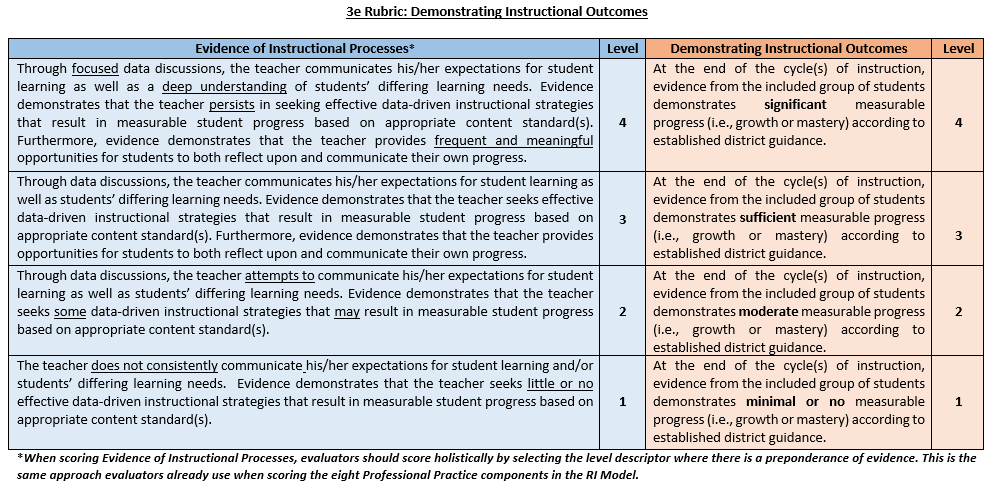 3e Rubric: Demonstrating Instructional Outcomes
Evidence of Instructional Processes*
Level
Demonstrating Instructional Outcomes
Level
Through focused data discussions, the teacher communicates his/her expectations for student
learning as well as a deep understanding of students’ differing learning needs. Evidence
demonstrates that the teacher persists in seeking effective data-driven instructional strategies
that result in measurable student progress based on appropriate content standard(s).
Furthermore, evidence demonstrates that the teacher provides frequent and meaningful
opportunities for students to both reflect upon and communicate their own progress.
4
At the end of the cycle(s) of instruction,
evidence from the included group of students
demonstrates significant measurable
progress (i.e., growth or mastery) according to
established district guidance.
4
Through data discussions, the teacher communicates his/her expectations for student learning as
well as students’ differing learning needs. Evidence demonstrates that the teacher seeks effective
data-driven instructional strategies that result in measurable student progress based on
appropriate content standard(s). Furthermore, evidence demonstrates that the teacher provides
opportunities for students to both reflect upon and communicate their own progress.
3
At the end of the cycle(s) of instruction,
evidence from the included group of students
demonstrates sufficient measurable progress
(i.e., growth or mastery) according to
established district guidance.
3
Through data discussions, the teacher attempts to communicate his/her expectations for student
learning as well as students’ differing learning needs. Evidence demonstrates that the teacher
seeks some data-driven instructional strategies that may result in measurable student progress
based on appropriate content standard(s).
2
At the end of the cycle(s) of instruction,
evidence from the included group of students
demonstrates moderate measurable progress
(i.e., growth or mastery) according to
established district guidance.
2
The teacher does not consistently communicate his/her expectations for student learning and/or
students’ differing learning needs. Evidence demonstrates that the teacher seeks little or no
effective data-driven instructional strategies that result in measurable student progress based on
appropriate content standard(s).
1
At the end of the cycle(s) of instruction,
evidence from the included group of students
demonstrates minimal or no measurable
progress (i.e., growth or mastery) according to
established district guidance.
1
*When scoring Evidence of Instructional Processes, evaluators should score holistically by selecting the level descriptor where there is a preponderance of evidence. This is the
same approach evaluators already use when scoring the eight Professional Practice components in the RI Model.